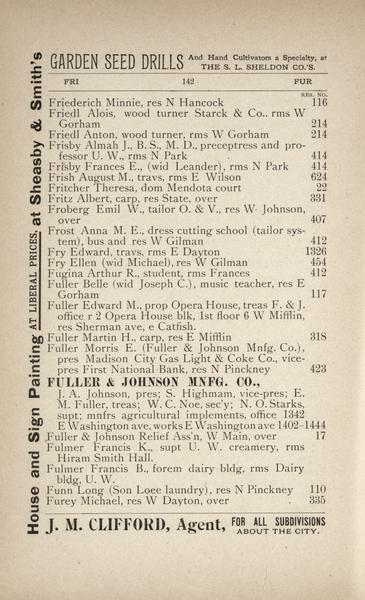 GARDEN SEED DRILLS And Hand Cultivators a Specialty, at
THE S. L. SHELDON CO.'S.
FRI 142 FUR
RES. NO.
Friederich Minnie, res N Hancock 116
Friedl Alois, wood turner Starck & Co.. rms W
Gorham 214
Friedl Anton, wood turner, rms W Gorham 214
Frisby Almah J., B. S., M. D., preceptress and pro-
fessor U. W., rms N Park 414
Frisby Frances E., (wid Leander), rms N Park 414
Frish August M., travs, rms E Wilson 624
Fritcher Theresa, dom Mendota court 22
Fritz Albert, carp, res State, over 331
Froberg Emil W., tailor O. & V., res W. Johnson,
over 407
Frost Anna M. E., dress cutting school (tailor sys-
tem), bus and res W Gilman 412
Fry Edward, travs, rms E Dayton 1326
Fry Ellen (wid Michael), res W Gilman 454
Fugina Arthur R., student, rms Frances 412
Fuller Belle (wid Joseph C.), music teacher, res E
Gorham 117
Fuller Edward M., prop Opera House, treas F. & J.
office r 2 Opera House blk, 1st floor 6 W Mifflin,
res Sherman ave, e Catfish.
Fuller Martin H., carp, res E Mifflin 318
Fuller Morris E. (Fuller & Johnson Mnfg. Co.),
pres Madison City Gas Light & Coke Co., vice-
pres First National Bank, res N Pinckney 423
FULLER & JOHNSON MNFG. CO.,
J. A. Johnson, pres; S. Highman, vice-pres; E.
M. Fuller, treas; W. C. Noe, sec'y; N. O. Starks,
supt; mnfrs agricultural implements, office 1342
E Washington ave. works E Washington ave 1402-1444
Fuller & Johnson Relief Ass'n, W Main, over 17
Fulmer Francis K., supt U. W. creamery, rms
Hiram Smith Hall.
Fulmer Francis B., forem dairy bldg, rms Dairy
bldg, U. W.
Funn Long (Son Loee laundry), res N Pinckney 110
Furey Michael, res W Dayton, over 335
J. M. CLIFFORD, Agent, FOR ALL SUBDIVISIONS
ABOUT THE CITY.
House and Sign Painting AT LIBERAL PRICES, at Sheasby & Smith's